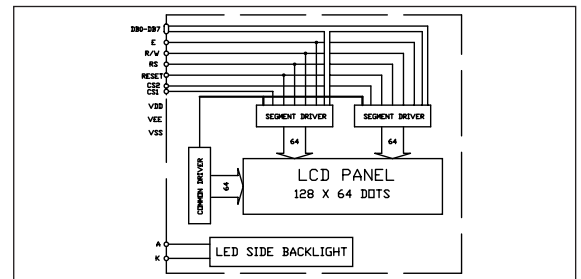 DB0-DB7
E
R/W
RS
RESET
CS2
CS1
VDD
VEE
VSS
SEGMENT DRIVER
SEGMENT DRIVER
64
64
COMMON DRIVER
64
LCD PANEL
128 X 64 DOTS
A
K
LED SIDE BACKLIGHT